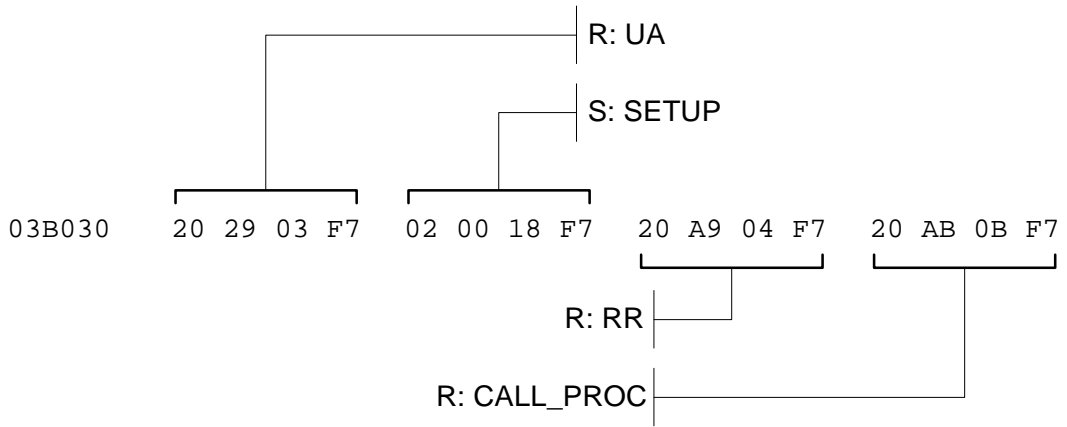 R: UA
S: SETUP
03B030 20 29 03 F7 02 00 18 F7 20 A9 04 F7 20 AB 0B F7
R: RR
R: CALL_PROC